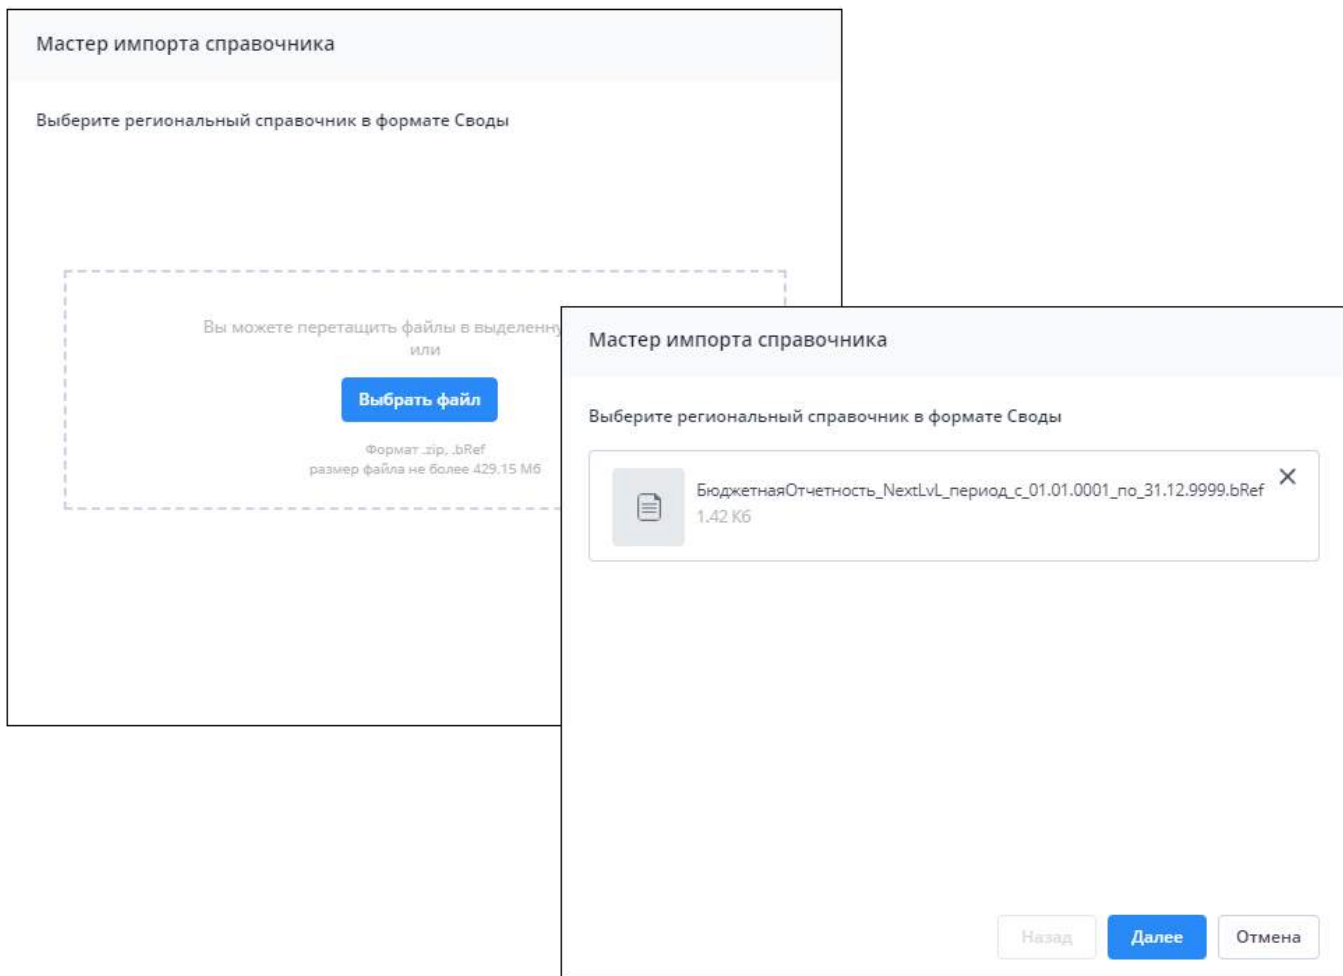 Мастер импорта справочника
Выберите региональный справочник в формате Своды
Вы можете перетащить файлы в
или
Выбрать файл
Формат .zip, .bRef
размер файла не более 429.15 Мб
Мастер импорта справочника
Выберите региональный справочник в формате Своды
БюджетнаяОтчетность_NextLvL_период_с_01.01.0001_по_31.12.9999.bRef
1.42 Кб
Назад
Далее
Отмена